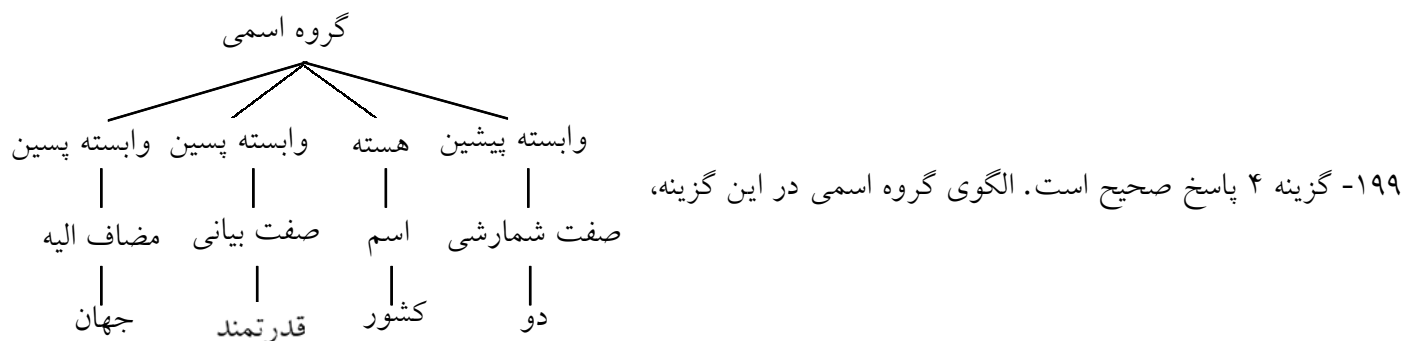 گروه اسمی
وابسته پیشین هسته وابسته پسین وابسته پسین
۱۹۹- گزینه ۴ پاسخ صحیح است. الگوی گروه اسمی در این گزینه،
صفت شمارشی اسم صفت بیانی مضاف الیه
دو کشور قدرتمند جهان